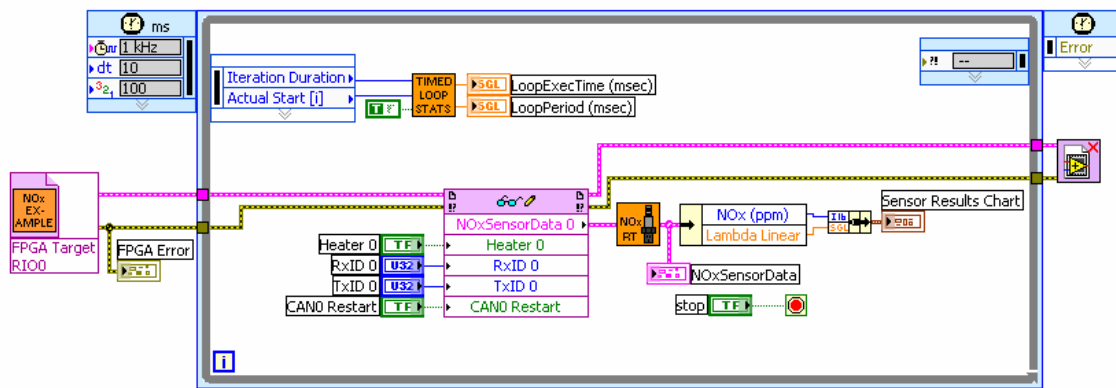 ms
1 kHz
dt 10
321 100
Iteration Duration
Actual Start [i]
TIMED
LOOP
STATS
T F
SGL LoopExecTime (msec)
SGL LoopPeriod (msec)
?! --
Error
NOx
EX-
AMPLE
FPGA Target
RIO0
FPGA Error
?!
?!
NOxSensorData 0
Heater 0 TF Heater 0
RxID 0 U32 RxID 0
TxID 0 U32 TxID 0
CAN0 Restart TF CAN0 Restart
NOx
RT
NOx (ppm)
Lambda Linear
SGL
Sensor Results Chart
NOxSensorData
stop TF
i